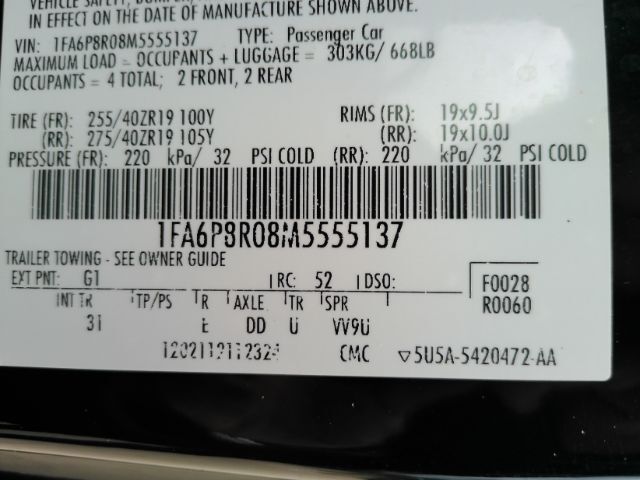 VEHICLE SAFETY, BUMPER,
IN EFFECT ON THE DATE OF MANUFACTURE SHOWN ABOVE.
VIN: 1FA6P8R08M5555137 TYPE: Passenger Car
MAXIMUM LOAD = OCCUPANTS + LUGGAGE = 303KG/ 668LB
OCCUPANTS = 4 TOTAL; 2 FRONT, 2 REAR
TIRE (FR): 255/40ZR19 100Y RIMS (FR): 19x9.5J
(RR): 275/40ZR19 105Y (RR): 19x10.0J
PRESSURE (FR): 220 kPa/ 32 PSI COLD (RR): 220 kPa/ 32 PSI COLD
1FA6P8R08M5555137
TRAILER TOWING - SEE OWNER GUIDE
EXT PNT: G1 RC: 52 DSO: F0028
INT TR TP/PS R AXLE TR SPR R0060
31 E DD U VV9U
CMC ▽5U5A-5420472-AA